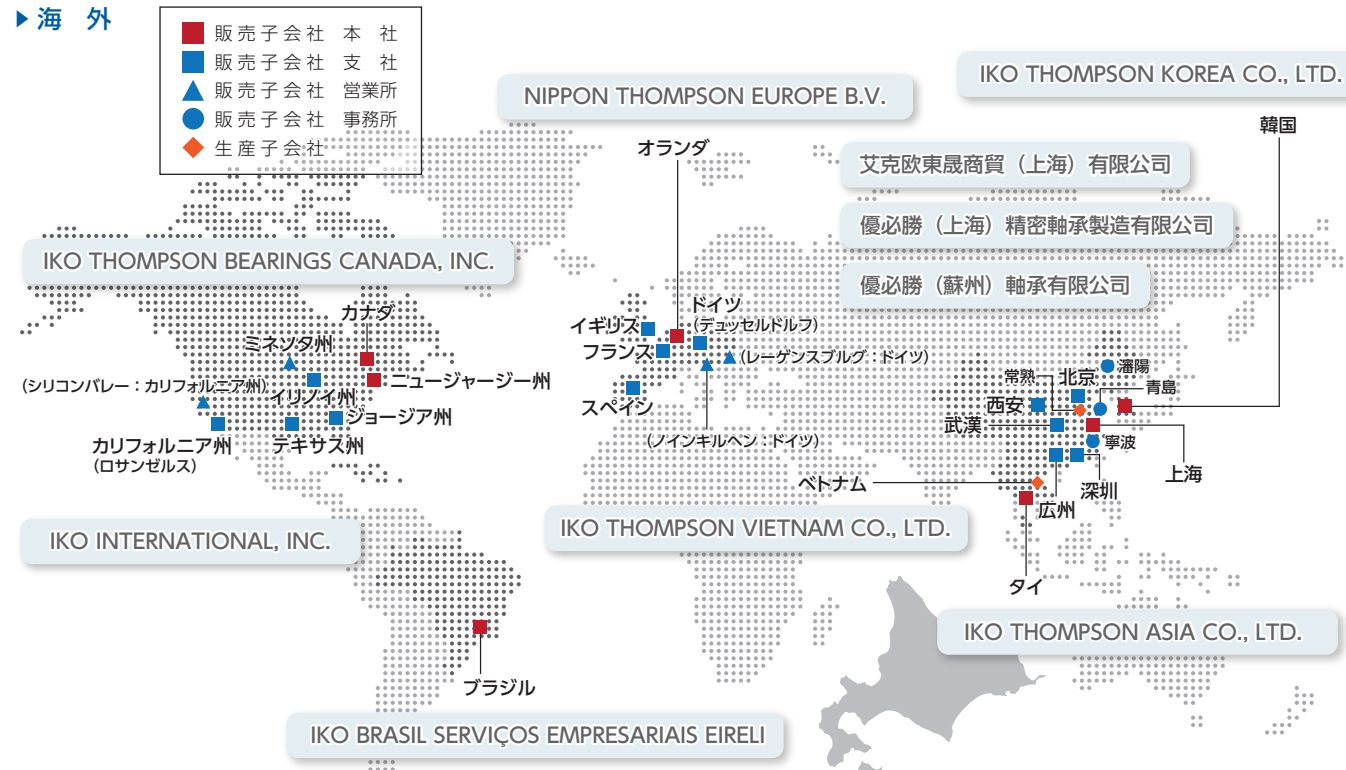 ▶海 外
販売子会社 本 社
販売子会社 支 社
販売子会社 営業所
販売子会社 事務所
生産子会社
NIPPON THOMPSON EUROPE B.V.
IKO THOMPSON KOREA CO., LTD.
韓国
オランダ
艾克欧東晟商貿（上海）有限公司
優必勝（上海）精密軸承製造有限公司
優必勝（蘇州）軸承有限公司
IKO THOMPSON BEARINGS CANADA, INC.
カナダ
ミネソタ州
(シリコンバレー：カリフォルニア州)
イリノイ州
ニュージャージー州
ジョージア州
カリフォルニア州
(ロサンゼルス)
テキサス州
イギリス
ドイツ
(デュッセルドルフ)
フランス
(レーゲンスブルグ：ドイツ)
スペイン
(ノインキルヘン：ドイツ)
瀋陽
常熟
北京
青島
西安
武漢
寧波
上海
深圳
広州
ベトナム
タイ
IKO INTERNATIONAL, INC.
IKO THOMPSON VIETNAM CO., LTD.
IKO THOMPSON ASIA CO., LTD.
ブラジル
IKO BRASIL SERVIÇOS EMPRESARIAIS EIRELI